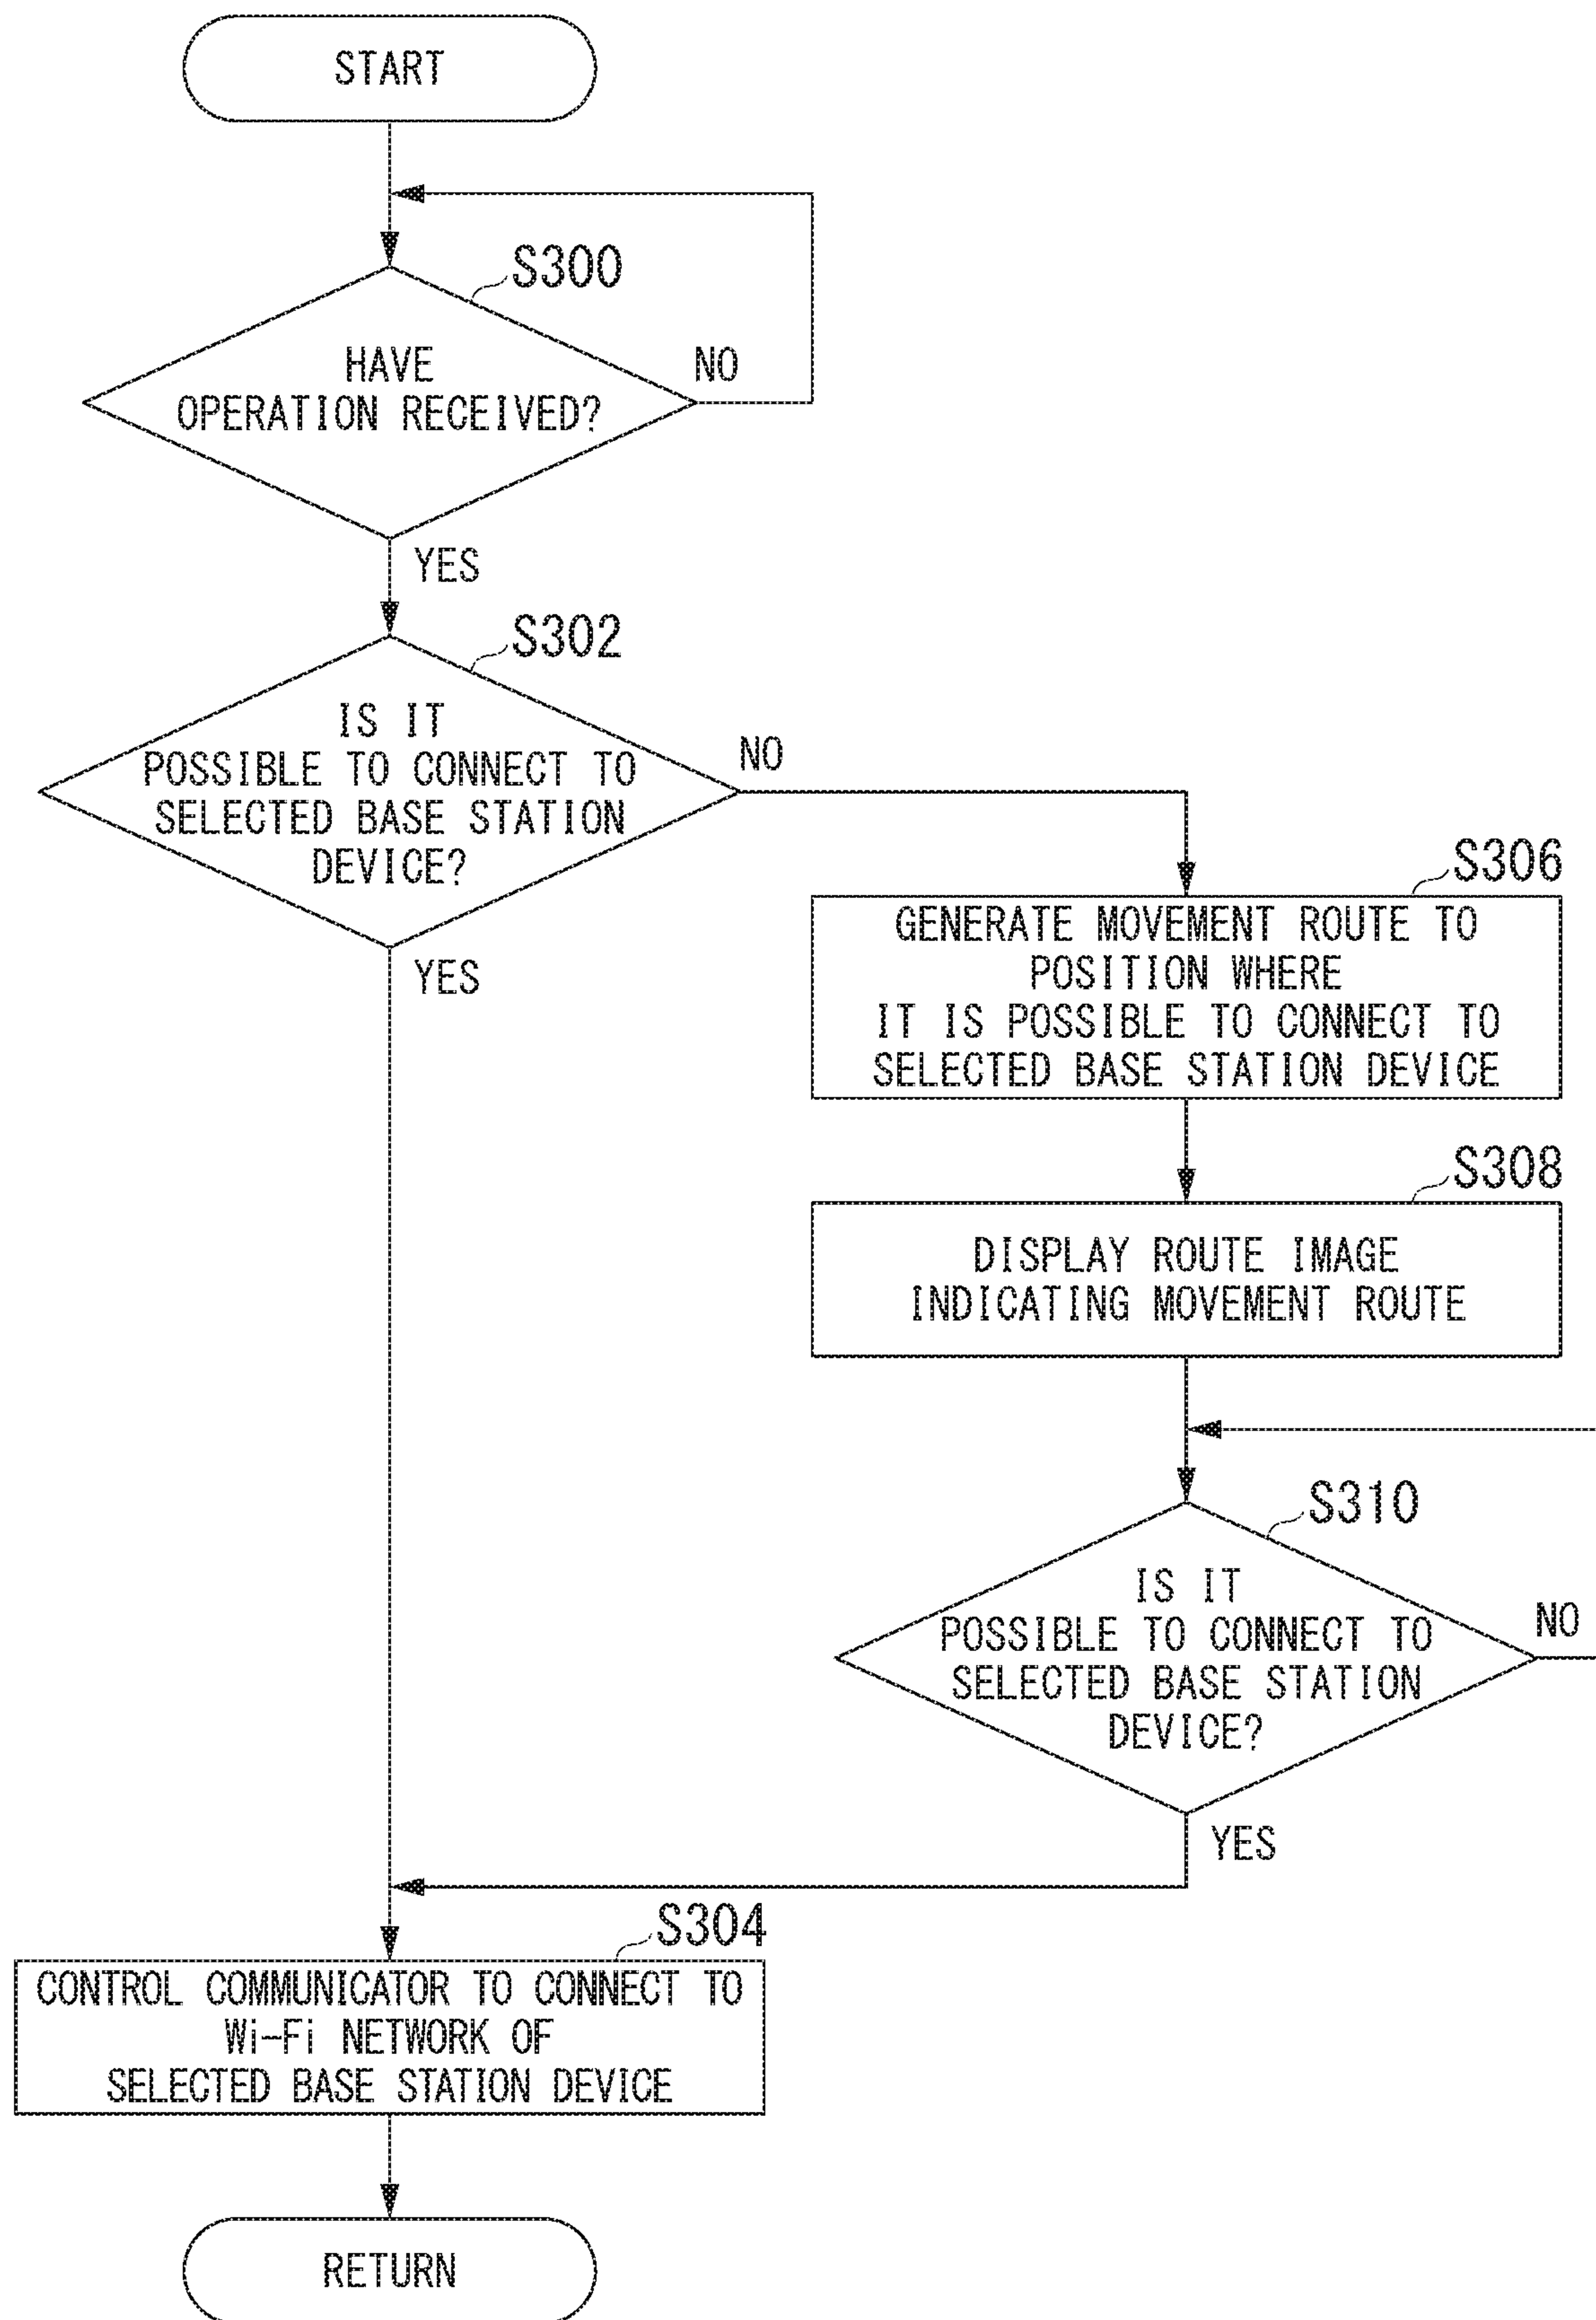 START
S300
HAVE
OPERATION RECEIVED?
NO
YES
S302
IS IT
POSSIBLE TO CONNECT TO
SELECTED BASE STATION
DEVICE?
NO
YES
S306
GENERATE MOVEMENT ROUTE TO
POSITION WHERE
IT IS POSSIBLE TO CONNECT TO
SELECTED BASE STATION DEVICE
S308
DISPLAY ROUTE IMAGE
INDICATING MOVEMENT ROUTE
S310
IS IT
POSSIBLE TO CONNECT TO
SELECTED BASE STATION
DEVICE?
NO
YES
S304
CONTROL COMMUNICATOR TO CONNECT TO
Wi-Fi NETWORK OF
SELECTED BASE STATION DEVICE
RETURN